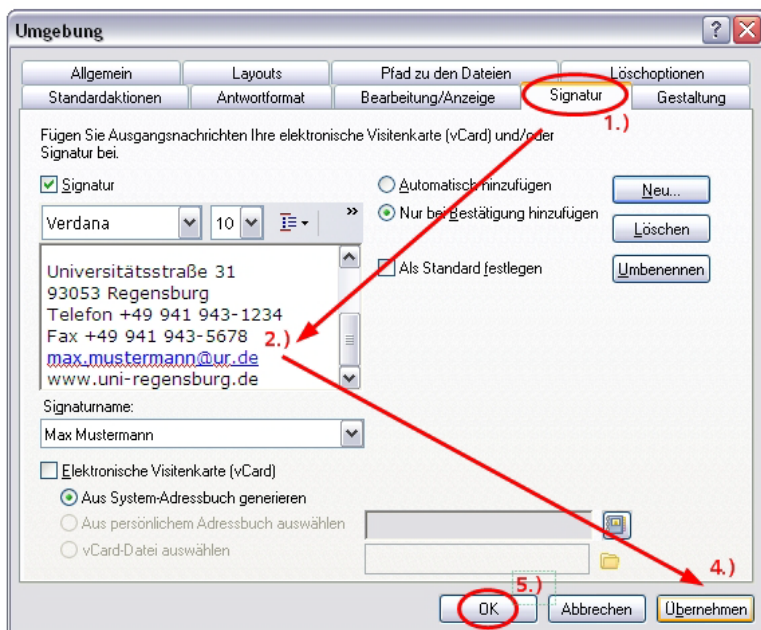 Umgebung
Allgemein Layouts Pfad zu den Dateien Löschoptionen
Standardaktionen Antwortformat Bearbeitung/Anzeige Signatur Gestaltung
1.)
Fügen Sie Ausgangsnachrichten Ihre elektronische Visitenkarte (vCard) und/oder
Signatur bei.
Signatur
Automatisch hinzufügen
Neu...
Verdana 10 »
Nur bei Bestätigung hinzufügen
Löschen
Als Standard festlegen
Umbenennen
Universitätsstraße 31
93053 Regensburg
Telefon +49 941 943-1234
Fax +49 941 943-5678 2.)
max.mustermann@ur.de
www.uni-regensburg.de
Signaturname:
Max Mustermann
Elektronische Visitenkarte (vCard)
Aus System-Adressbuch generieren
Aus persönlichem Adressbuch auswählen
vCard-Datei auswählen
4.)
5.)
OK Abbrechen Übernehmen